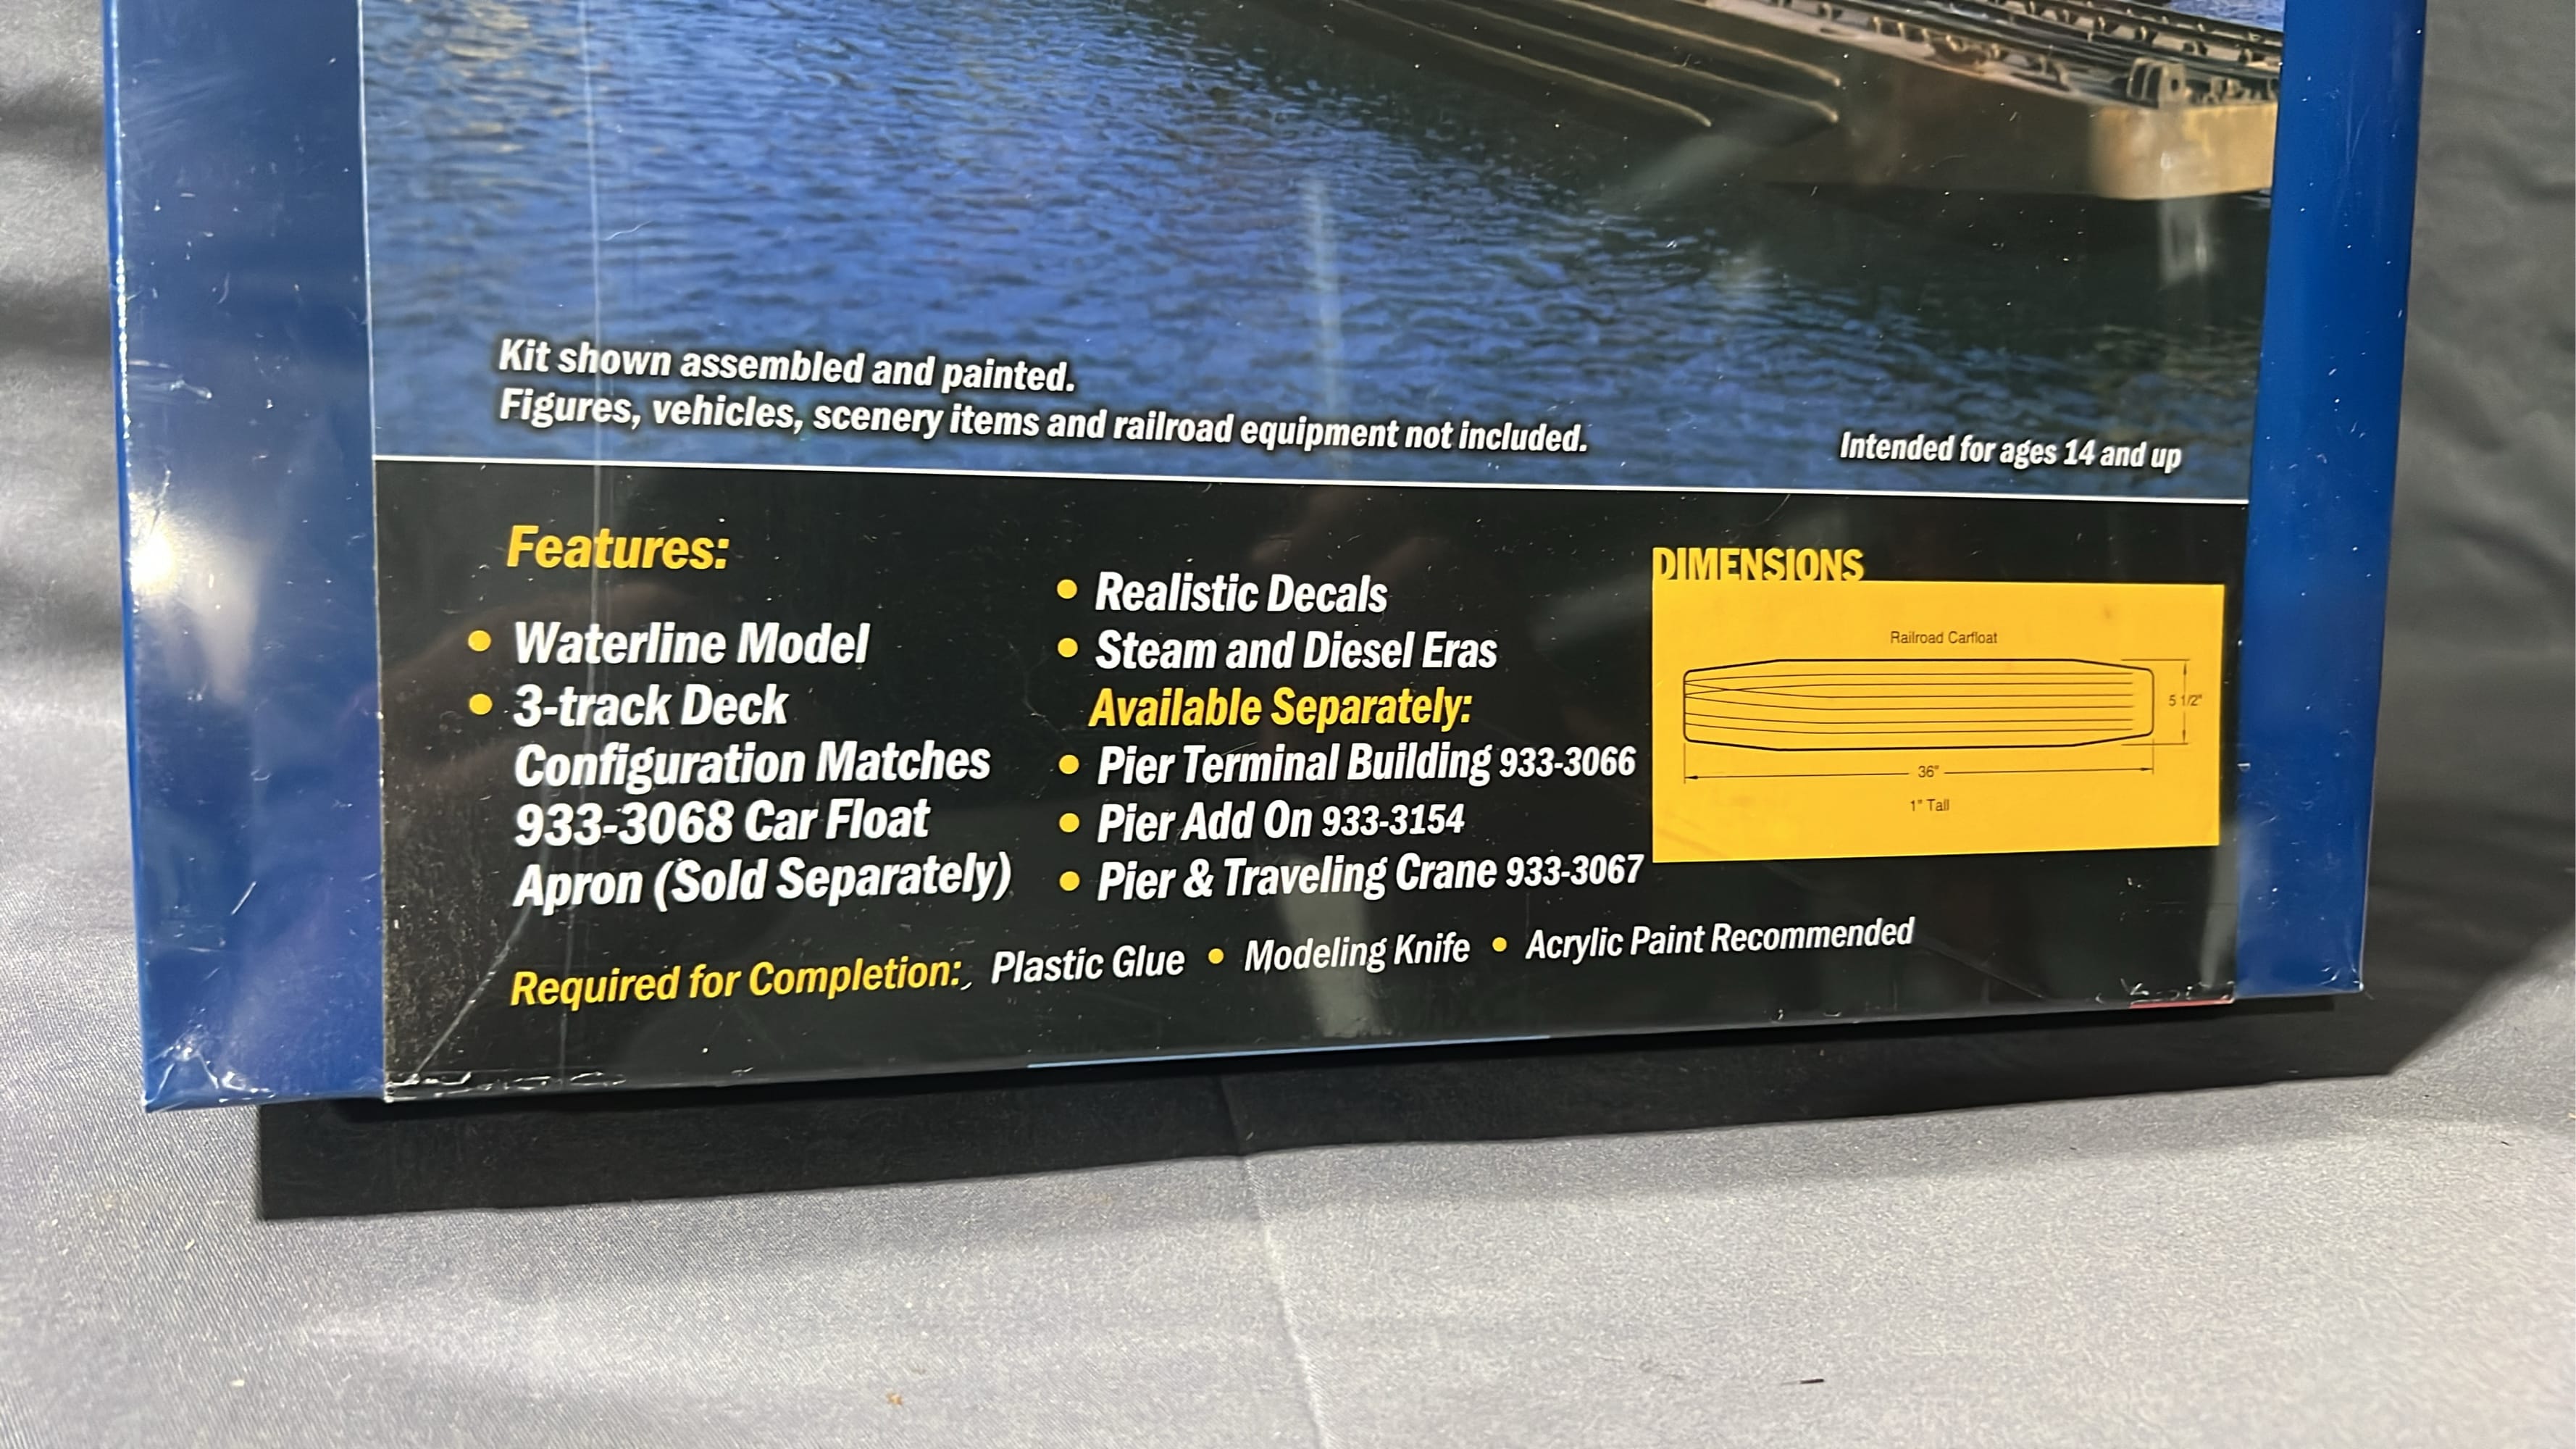 Kit shown assembled and painted.
Figures, vehicles, scenery items and railroad equipment not included.
Intended for ages 14 and up
Features:
• Waterline Model
• 3-track Deck
Configuration Matches
933-3068 Car Float
Apron (Sold Separately)
• Realistic Decals
• Steam and Diesel Eras
Available Separately:
• Pier Terminal Building 933-3066
• Pier Add On 933-3154
• Pier & Traveling Crane 933-3067
DIMENSIONS
Railroad Carfloat
5 1/2"
36"
1" Tall
Required for Completion: Plastic Glue • Modeling Knife • Acrylic Paint Recommended